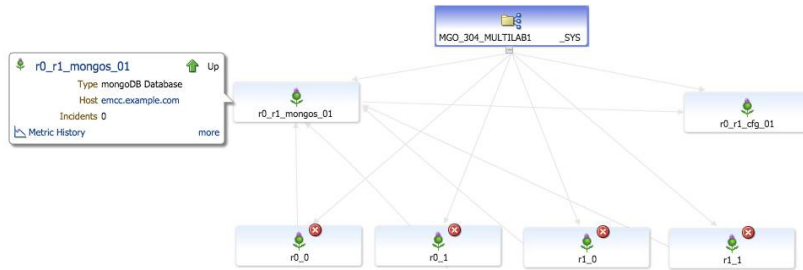 MGO_304_MULTILAB1 _SYS
r0_r1_mongos_01 Up
Type mongoDB Database
Host emcc.example.com
Incidents 0
Metric History more
r0_r1_mongos_01
r0_r1_cfg_01
r0_0
r0_1
r1_0
r1_1